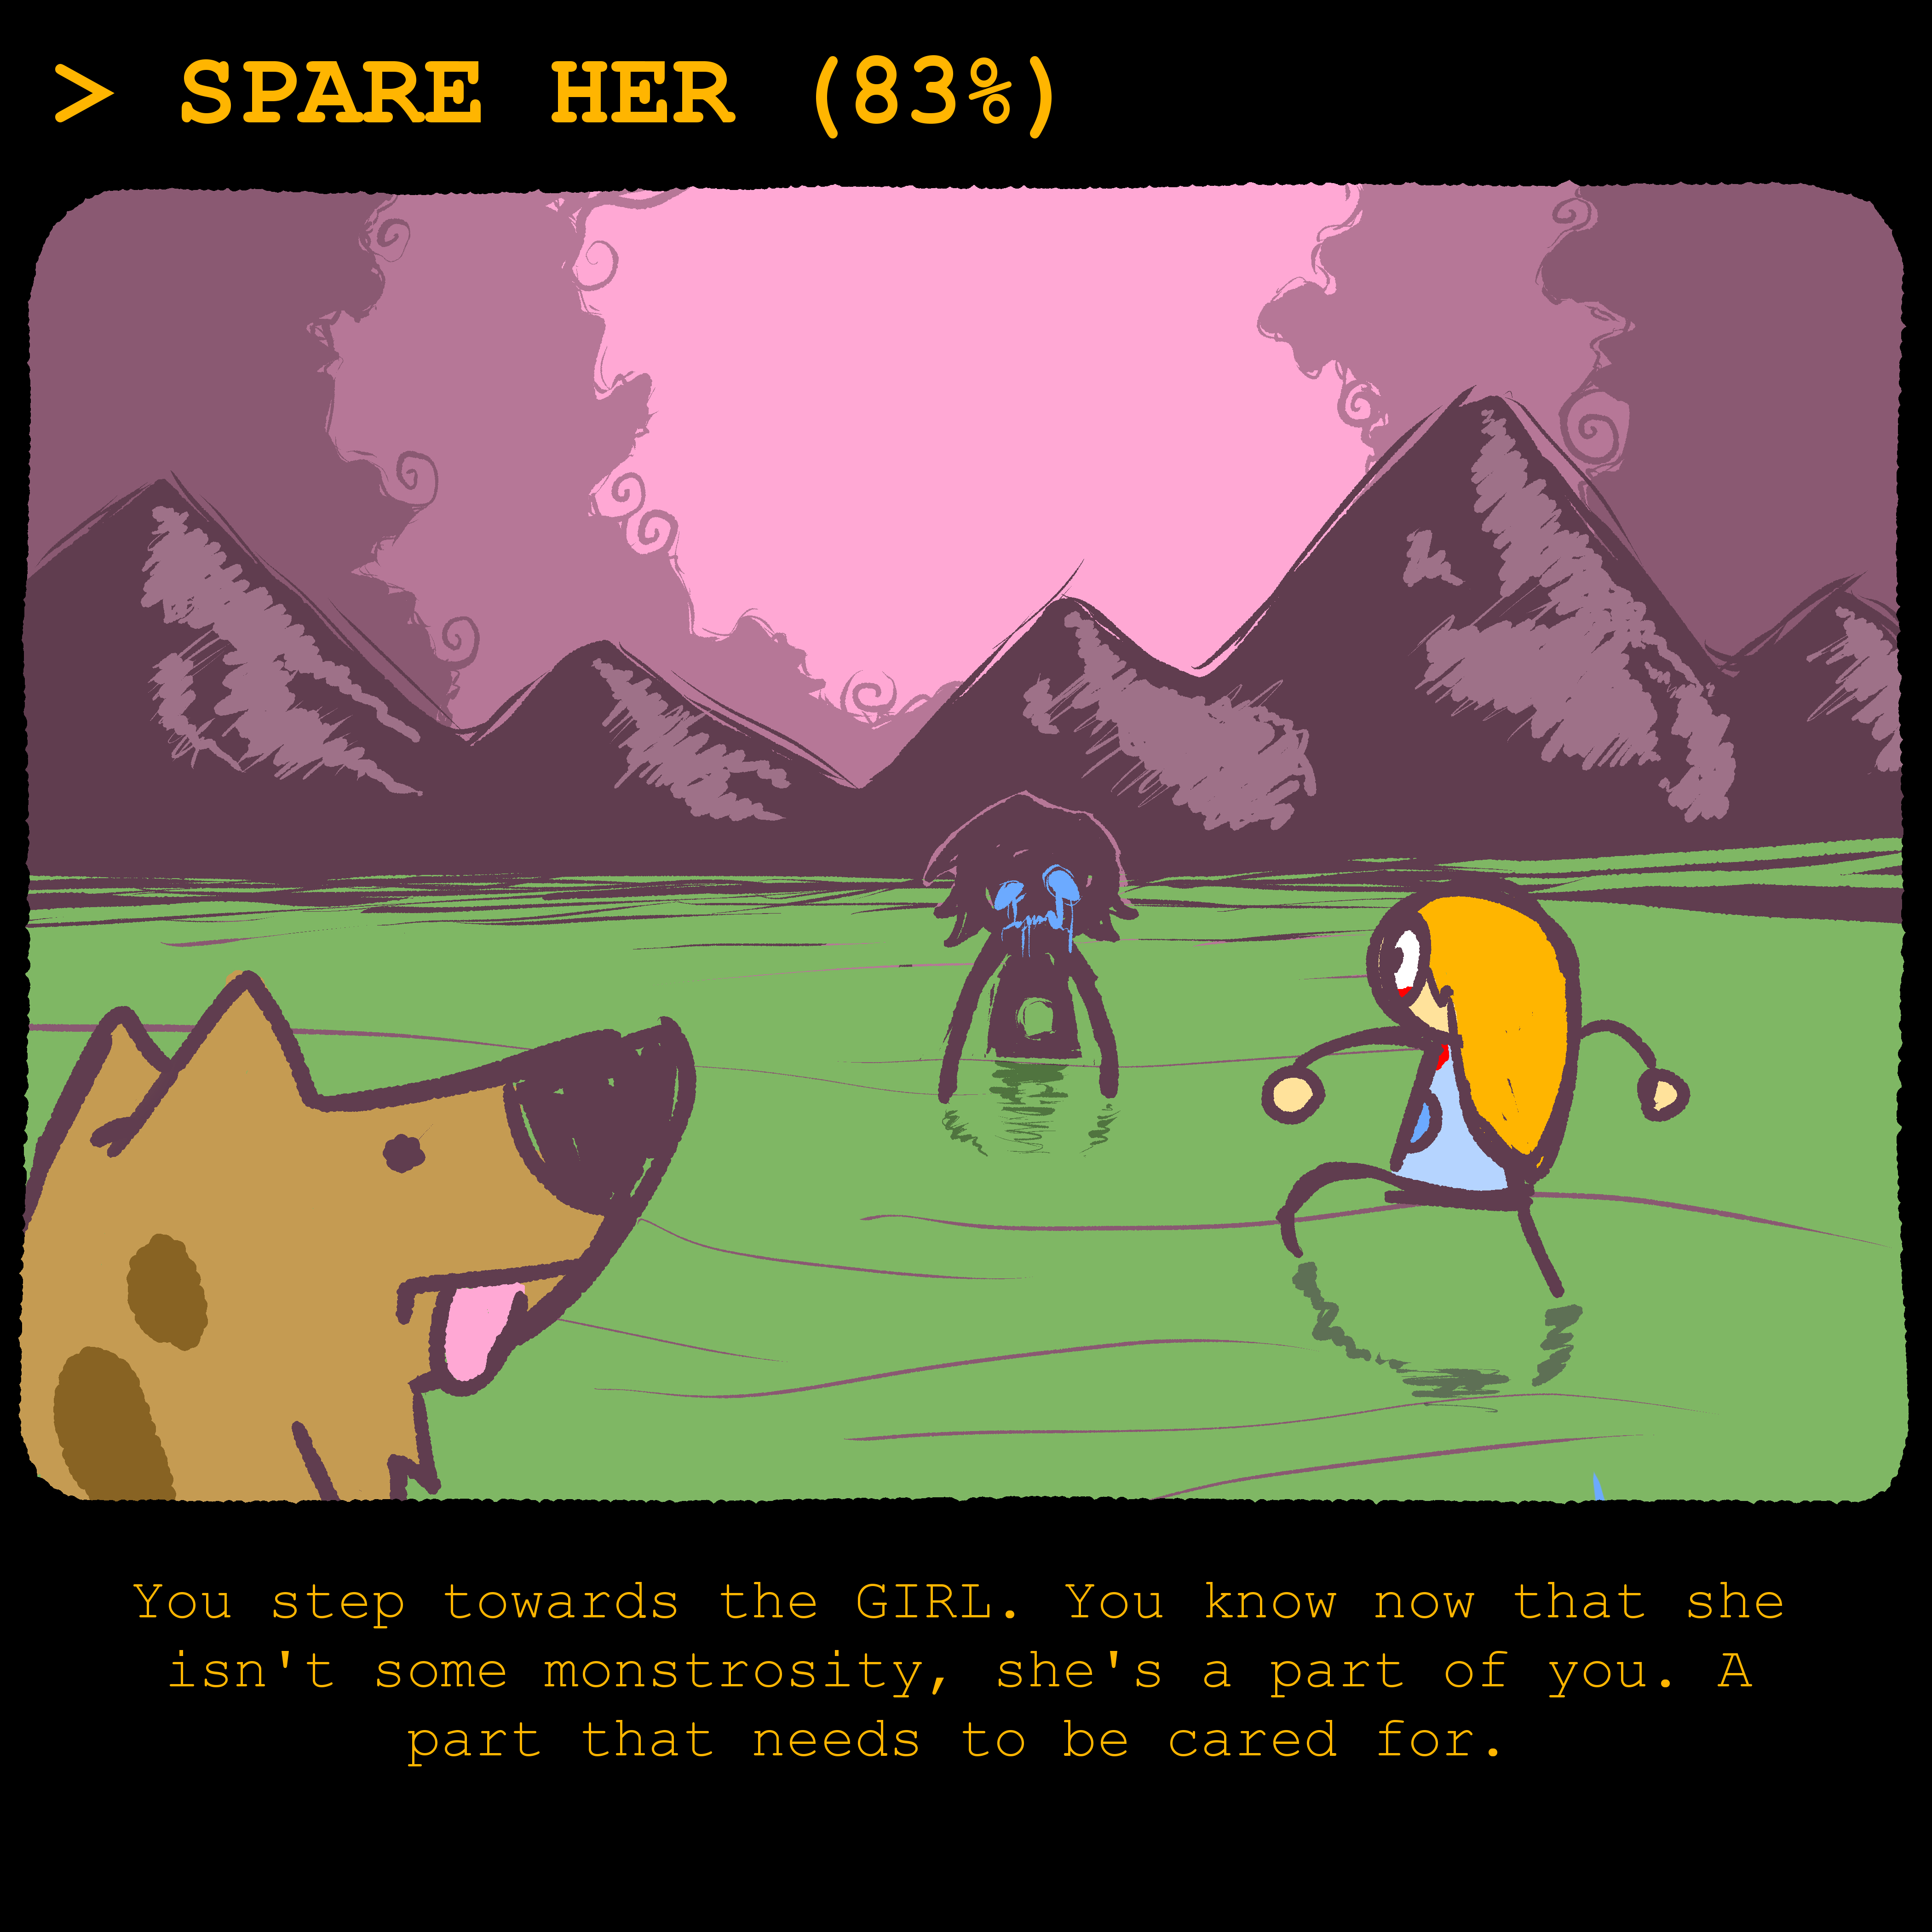 > SPARE HER (83%)
You step towards the GIRL. You know now that she
isn't some monstrosity, she's a part of you. A
part that needs to be cared for.